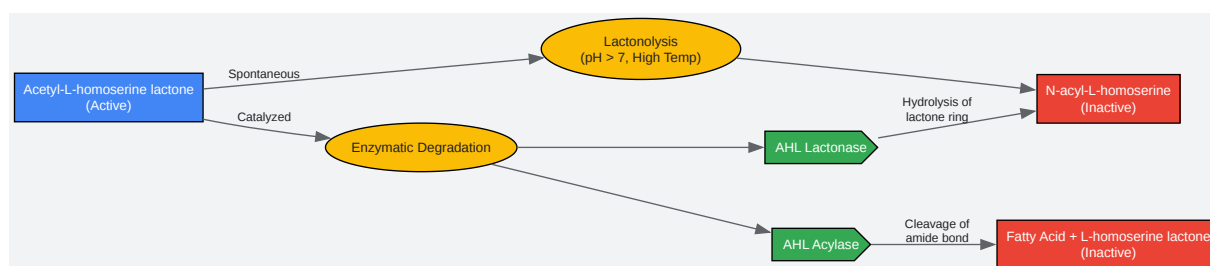 Lactonolysis
(pH > 7, High Temp)
Spontaneous
Acetyl-L-homoserine lactone
(Active)
N-acyl-L-homoserine
(Inactive)
Catalyzed
Hydrolysis of
lactone ring
Enzymatic Degradation
AHL Lactonase
Cleavage of
amide bond
AHL Acylase
Fatty Acid + L-homoserine lactone
(Inactive)